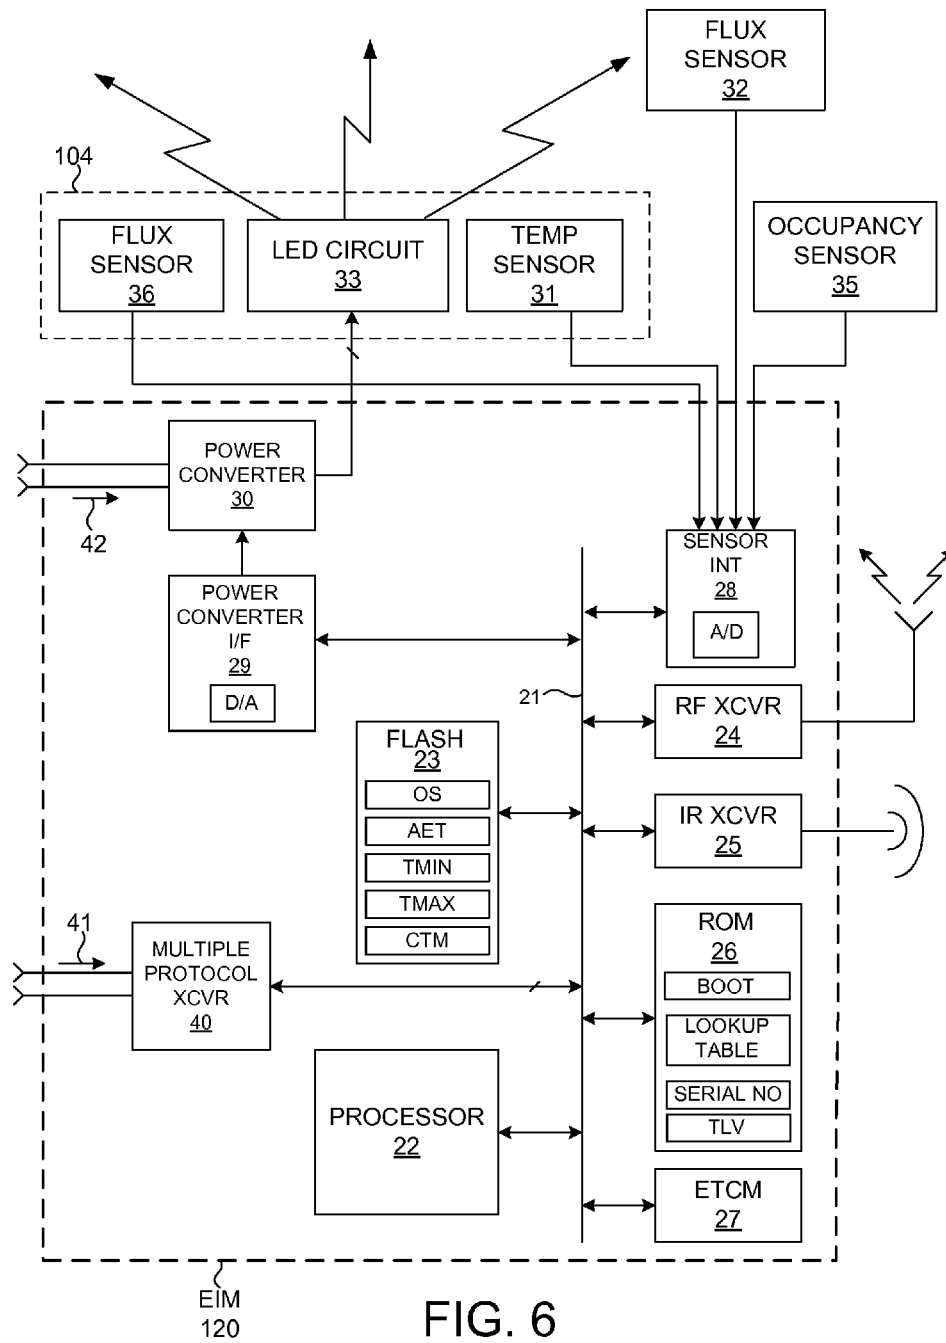 FLUX
SENSOR
32
104
FLUX
SENSOR
36
LED CIRCUIT
33
TEMP
SENSOR
31
OCCUPANCY
SENSOR
35
POWER
CONVERTER
30
42
SENSOR
INT
28
A/D
POWER
CONVERTER
I/F
29
D/A
21
RF XCVR
24
FLASH
23
OS
AET
TMIN
TMAX
CTM
IR XCVR
25
41
MULTIPLE
PROTOCOL
XCVR
40
ROM
26
BOOT
LOOKUP
TABLE
SERIAL NO
TLV
PROCESSOR
22
ETCM
27
EIM
120
FIG. 6